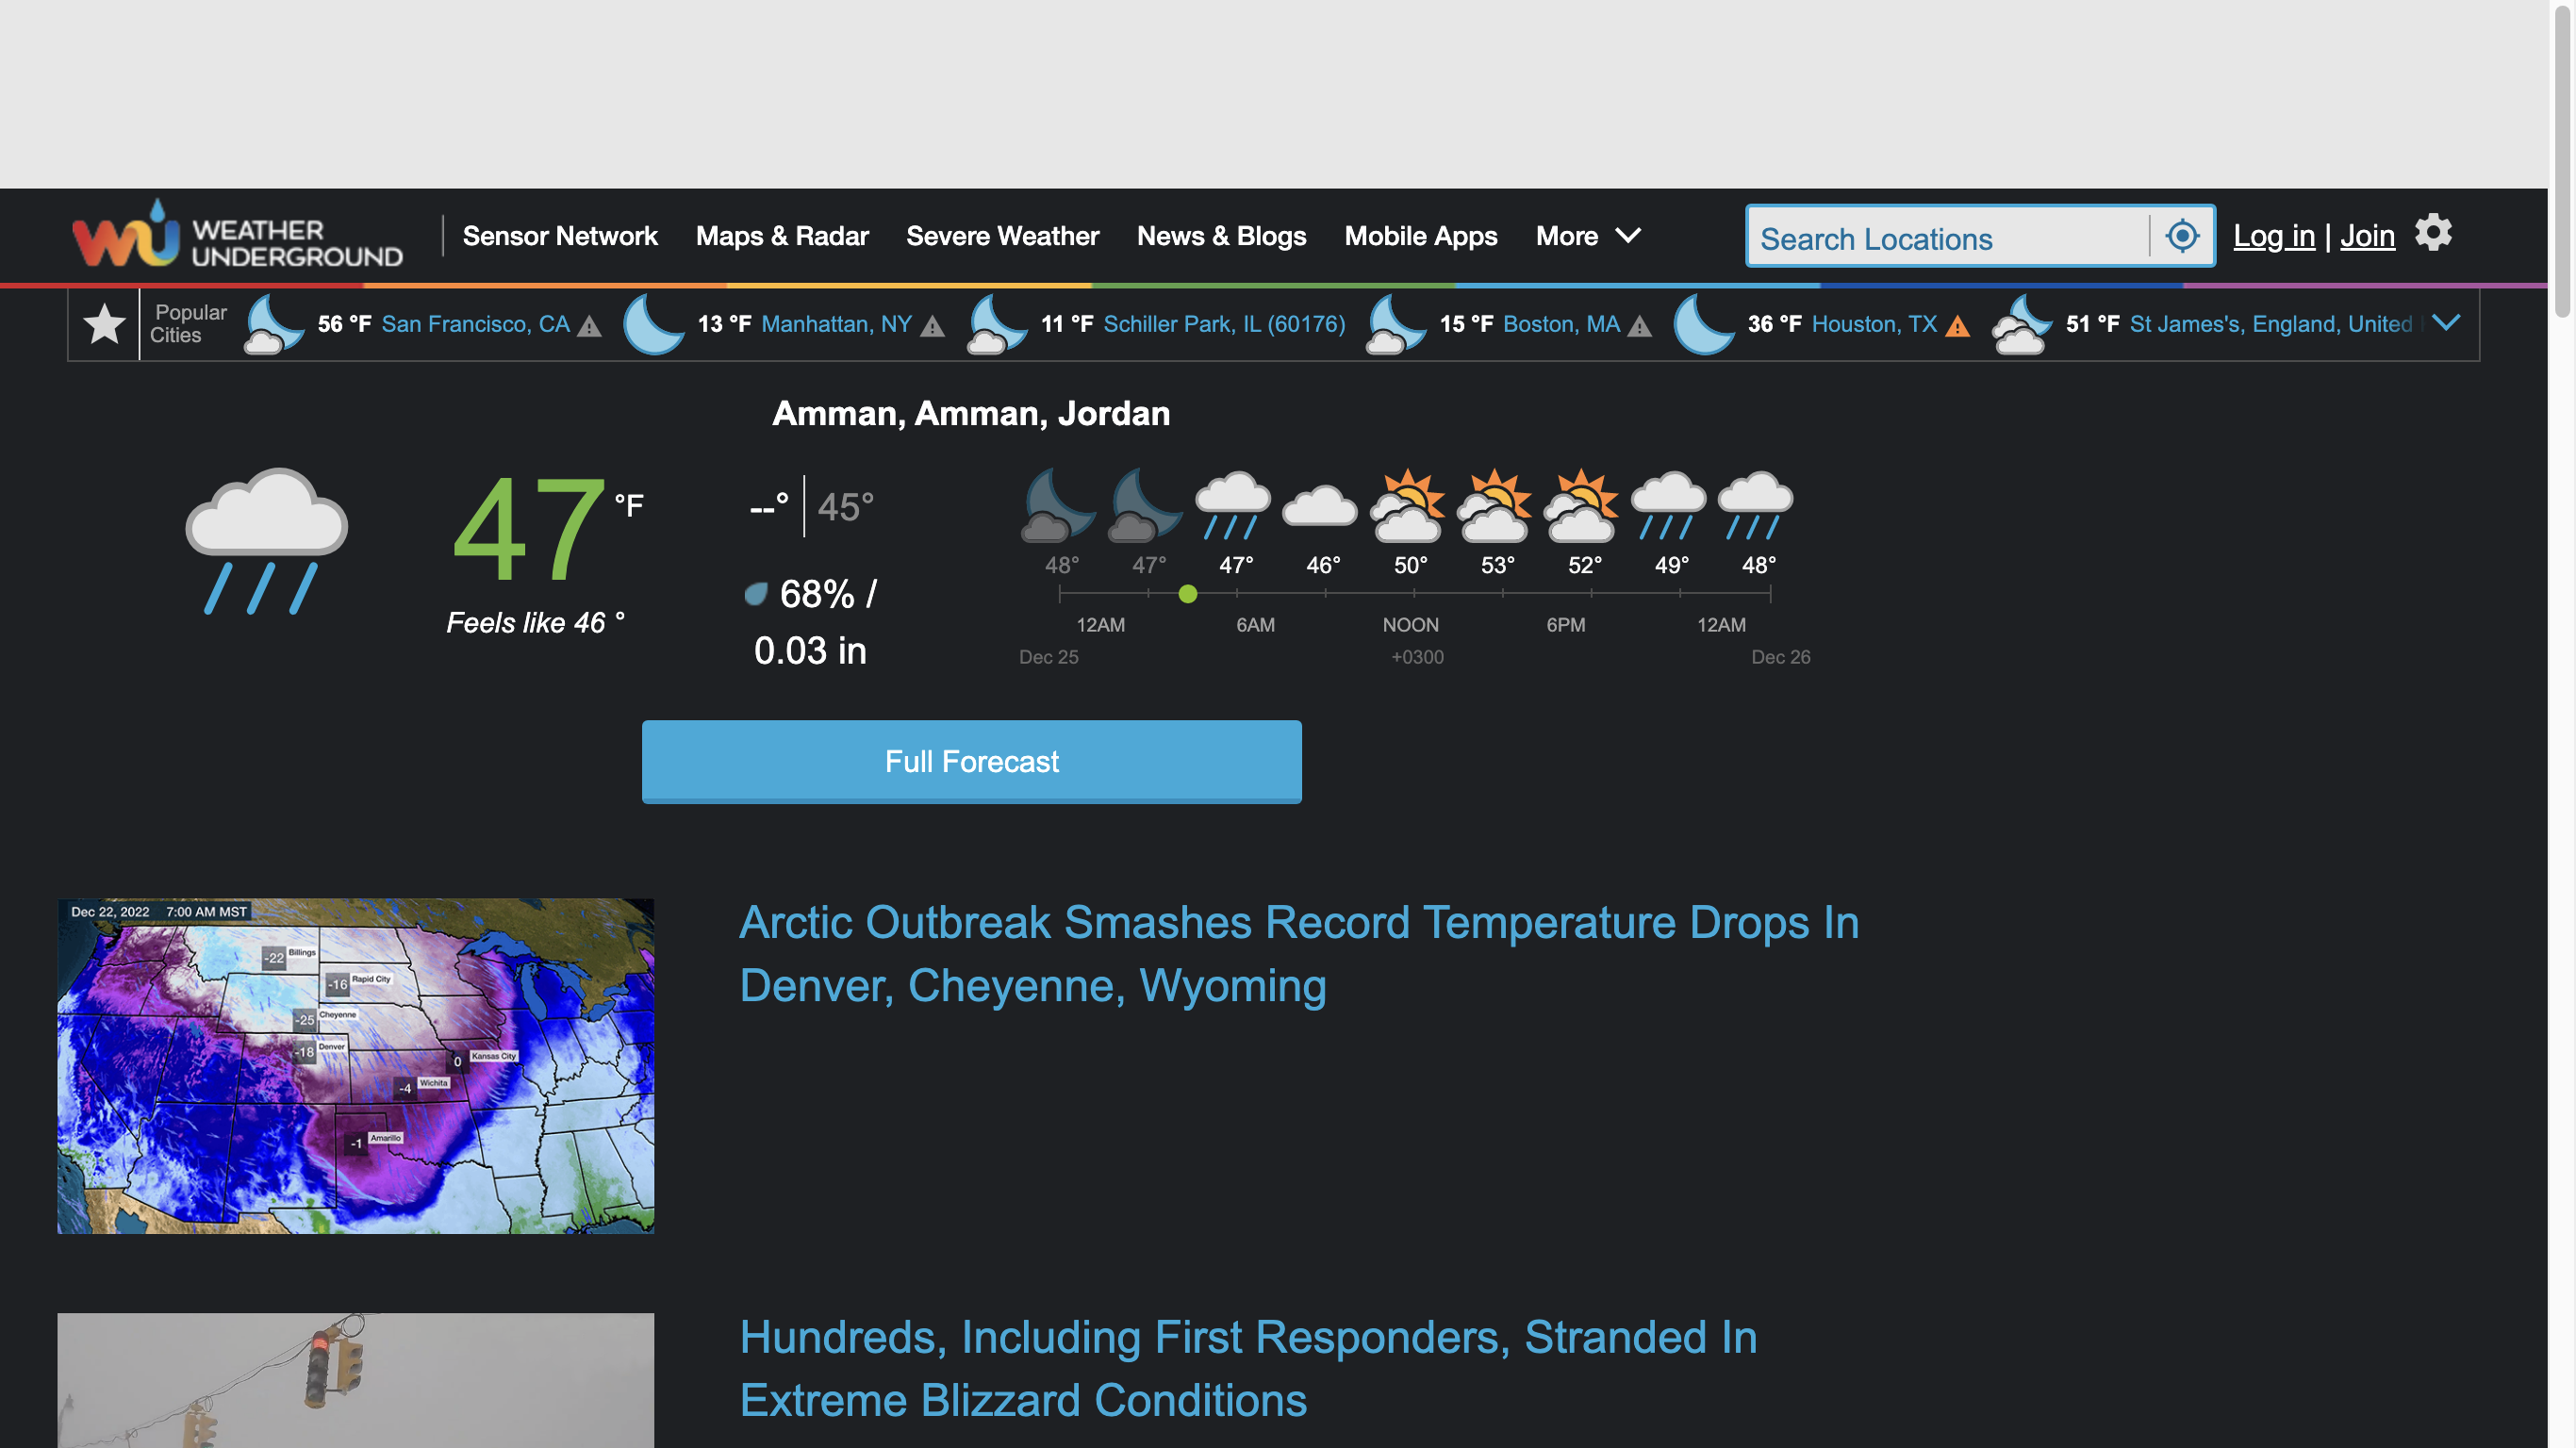 WU WEATHER UNDERGROUND
Sensor Network Maps & Radar Severe Weather News & Blogs Mobile Apps More
Search Locations
Log in | Join
Popular Cities
56 °F San Francisco, CA
13 °F Manhattan, NY
11 °F Schiller Park, IL (60176)
15 °F Boston, MA
36 °F Houston, TX
51 °F St James's, England, United
Amman, Amman, Jordan
47 °F
Feels like 46 °
--° | 45°
68% /
0.03 in
48° 47° 47° 46° 50° 53° 52° 49° 48°
12AM 6AM NOON 6PM 12AM
Dec 25 +0300 Dec 26
Full Forecast
Dec 22, 2022 7:00 AM MST
-22 Billings
-16 Rapid City
-25 Cheyenne
-18 Denver
0 Kansas City
-4 Wichita
-1 Amarillo
Arctic Outbreak Smashes Record Temperature Drops In
Denver, Cheyenne, Wyoming
Hundreds, Including First Responders, Stranded In
Extreme Blizzard Conditions